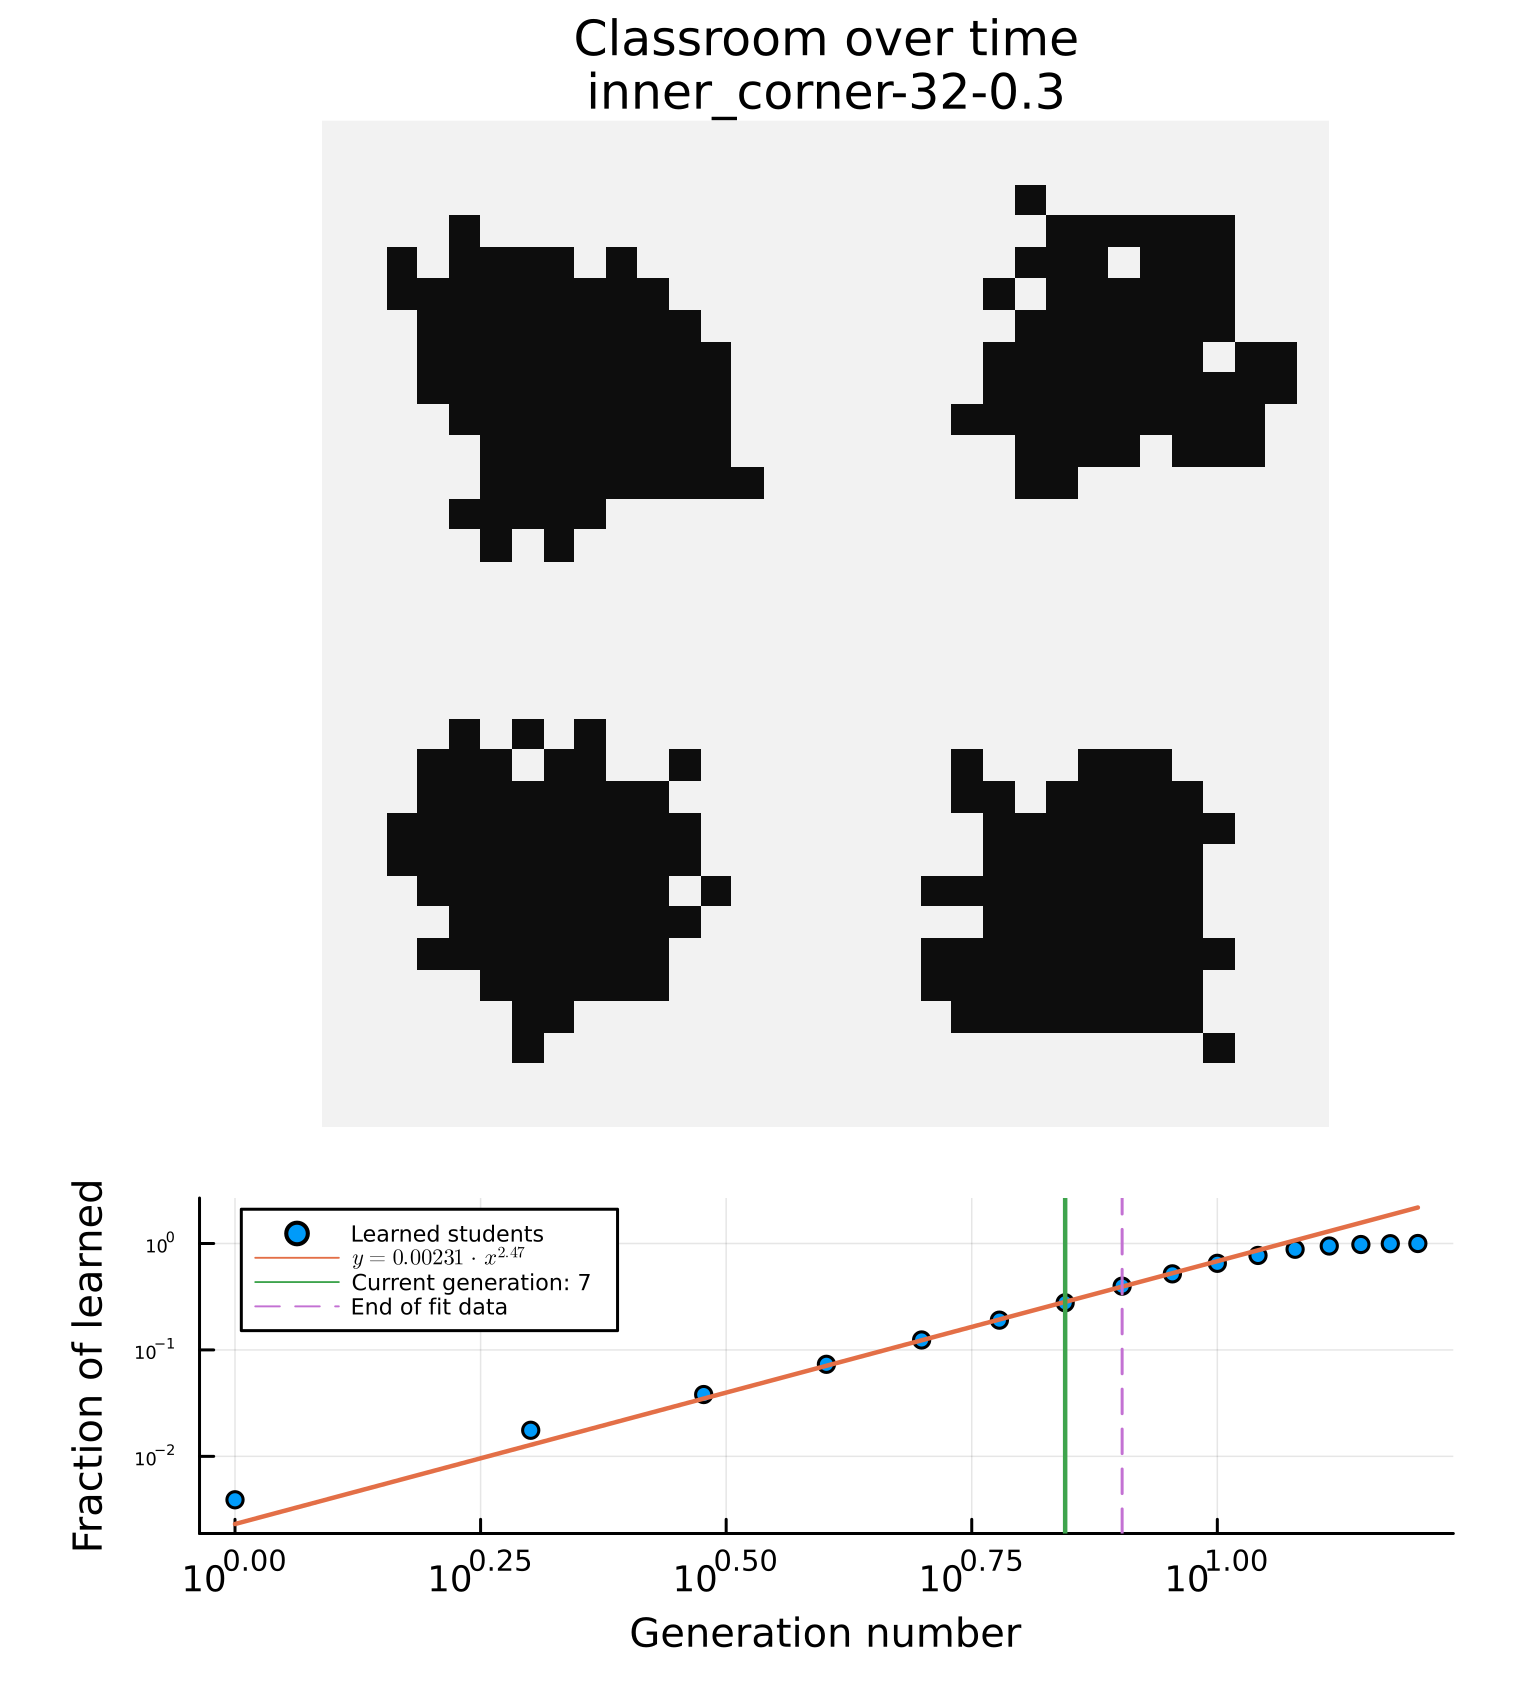 Classroom over time
inner_corner-32-0.3
Fraction of learned
10^0
10^-1
10^-2
Learned students
y = 0.00231 · x^2.47
Current generation: 7
End of fit data
10^0.00 10^0.25 10^0.50 10^0.75 10^1.00
Generation number